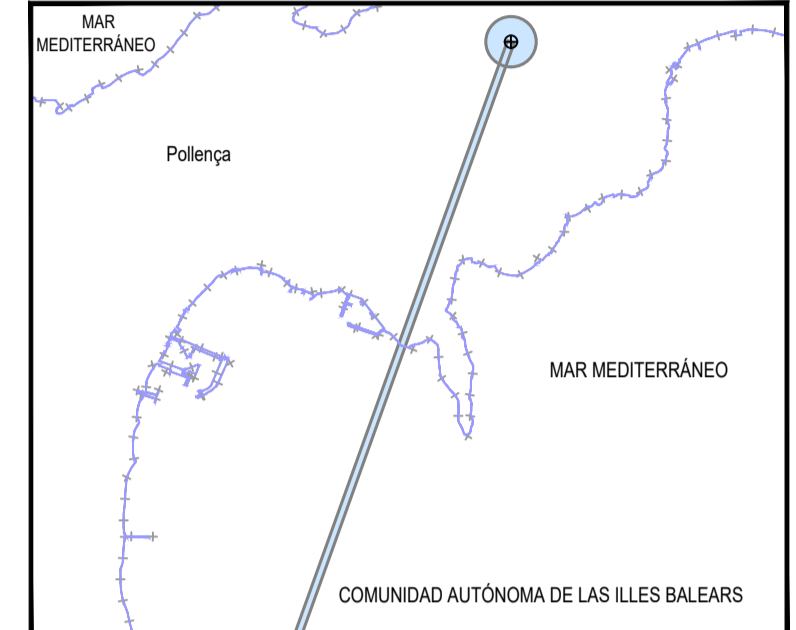 MAR
MEDITERRÁNEO
Pollença
MAR MEDITERRÁNEO
COMUNIDAD AUTÓNOMA DE LAS ILLES BALEARS